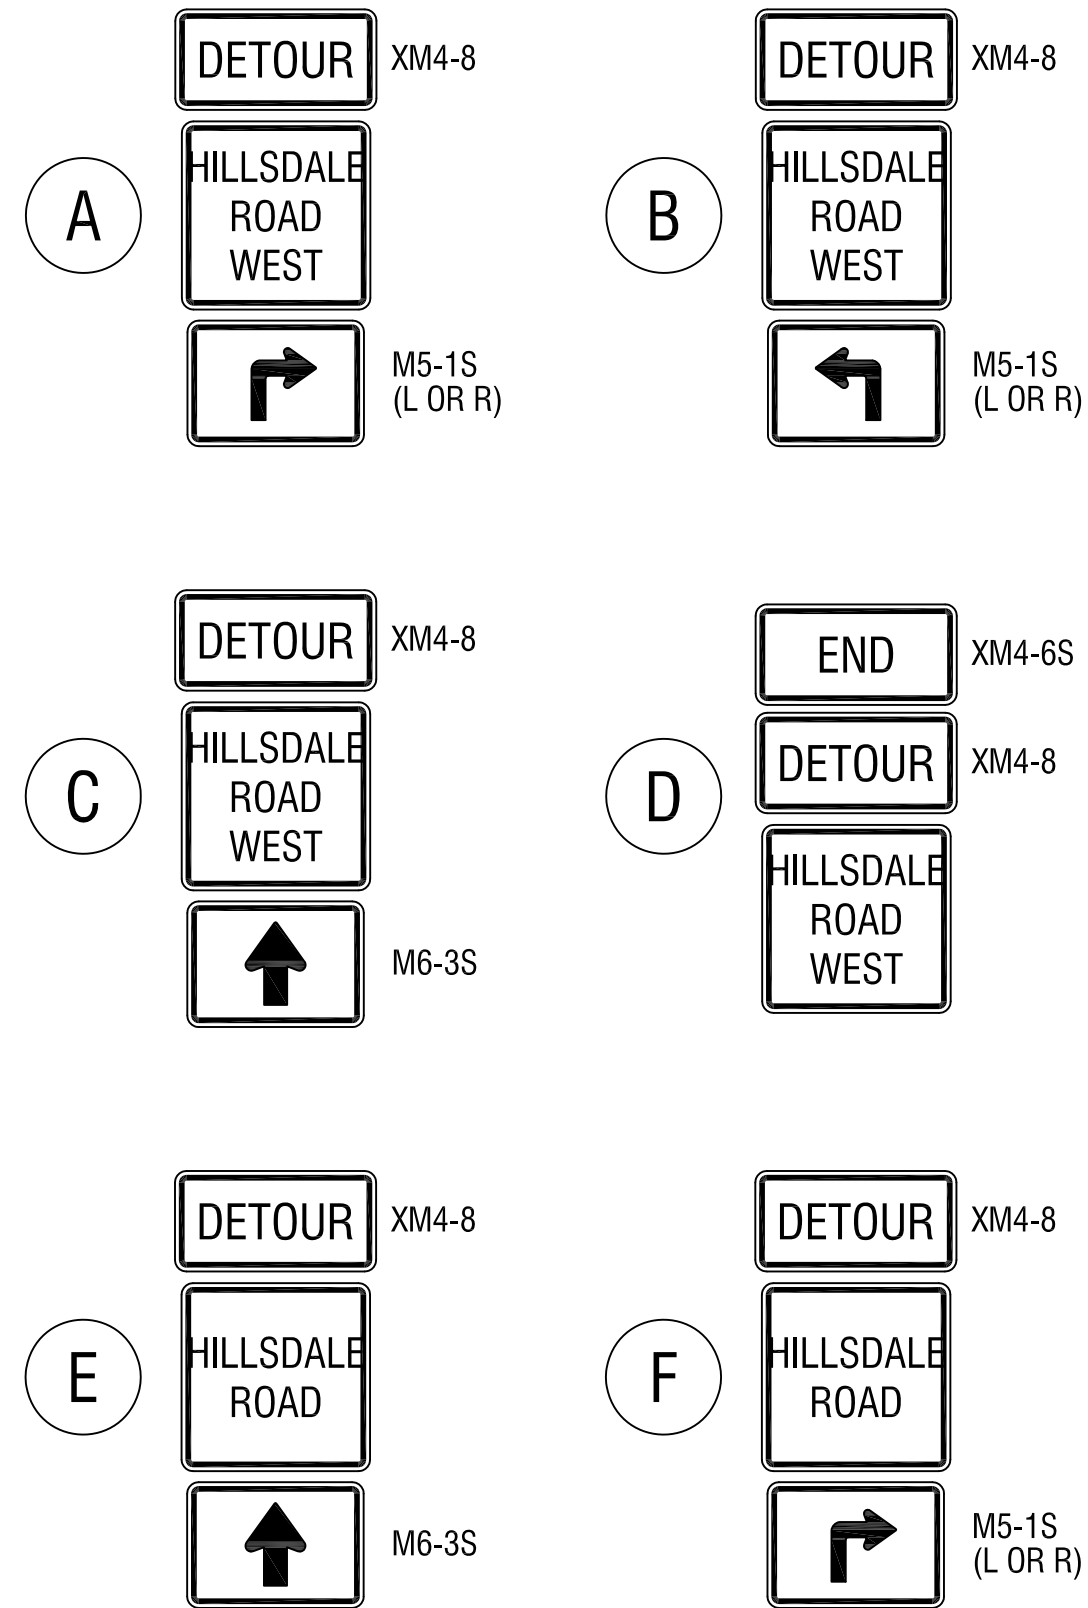 DETOUR XM4-8
A
HILLSDALE
ROAD
WEST
M5-1S
(L OR R)
DETOUR XM4-8
B
HILLSDALE
ROAD
WEST
M5-1S
(L OR R)
DETOUR XM4-8
C
HILLSDALE
ROAD
WEST
M6-3S
END XM4-6S
DETOUR XM4-8
D
HILLSDALE
ROAD
WEST
DETOUR XM4-8
E
HILLSDALE
ROAD
M6-3S
DETOUR XM4-8
F
HILLSDALE
ROAD
M5-1S
(L OR R)